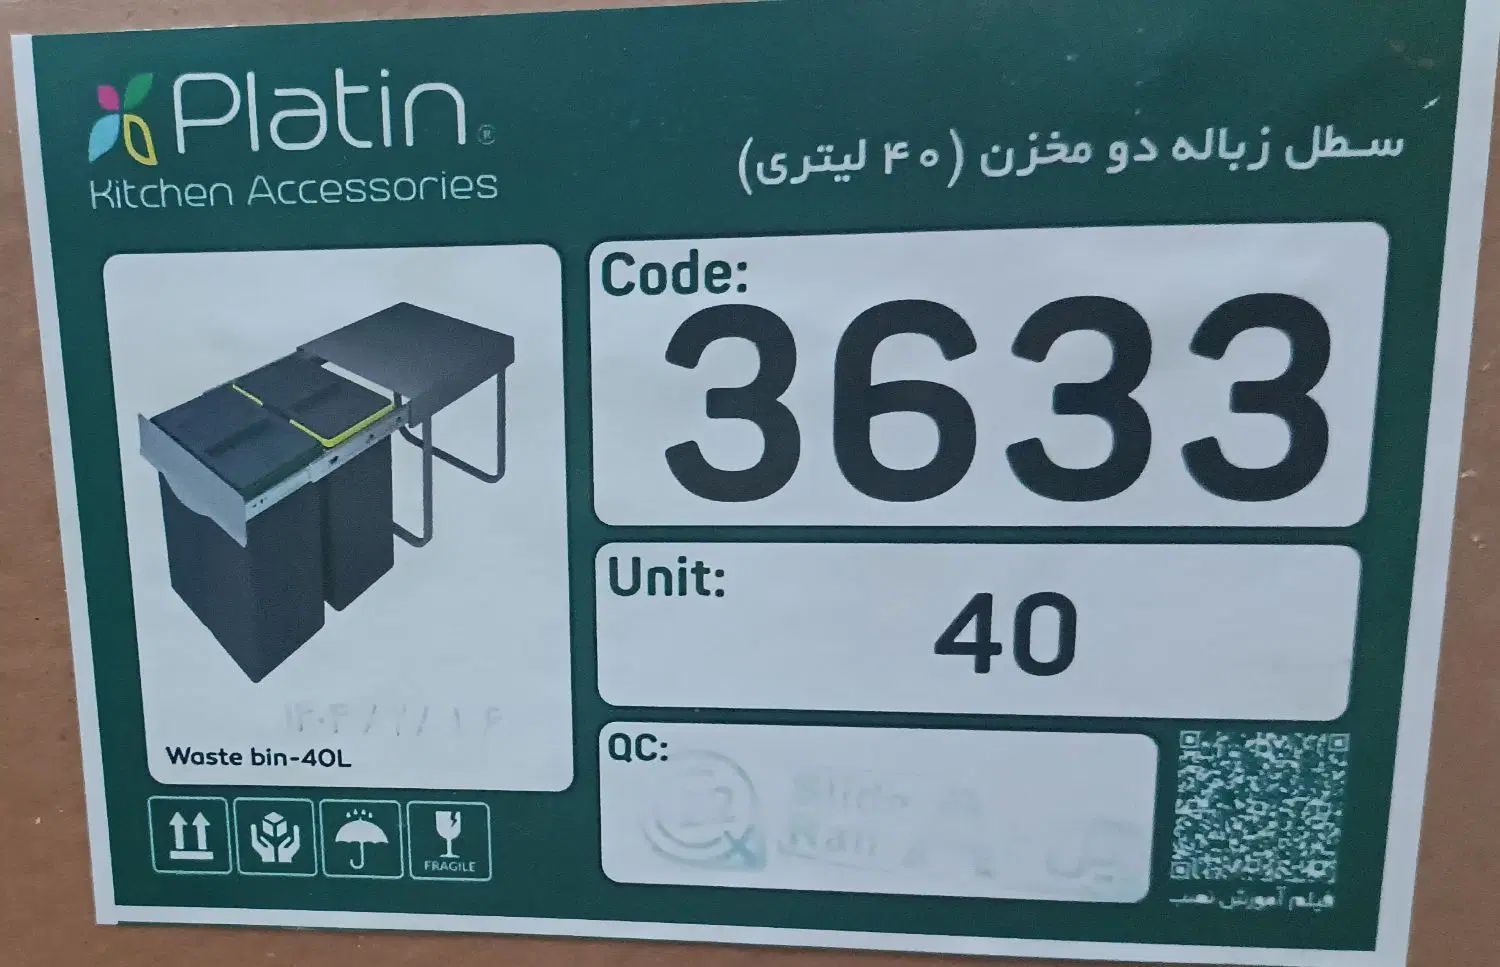 Platin®
Kitchen Accessories
سطل زباله دو مخزن (۴۰ لیتری)
Code:
3633
Unit:
40
Waste bin-40L
QC:
FRAGILE
فیلم آموزش نصب